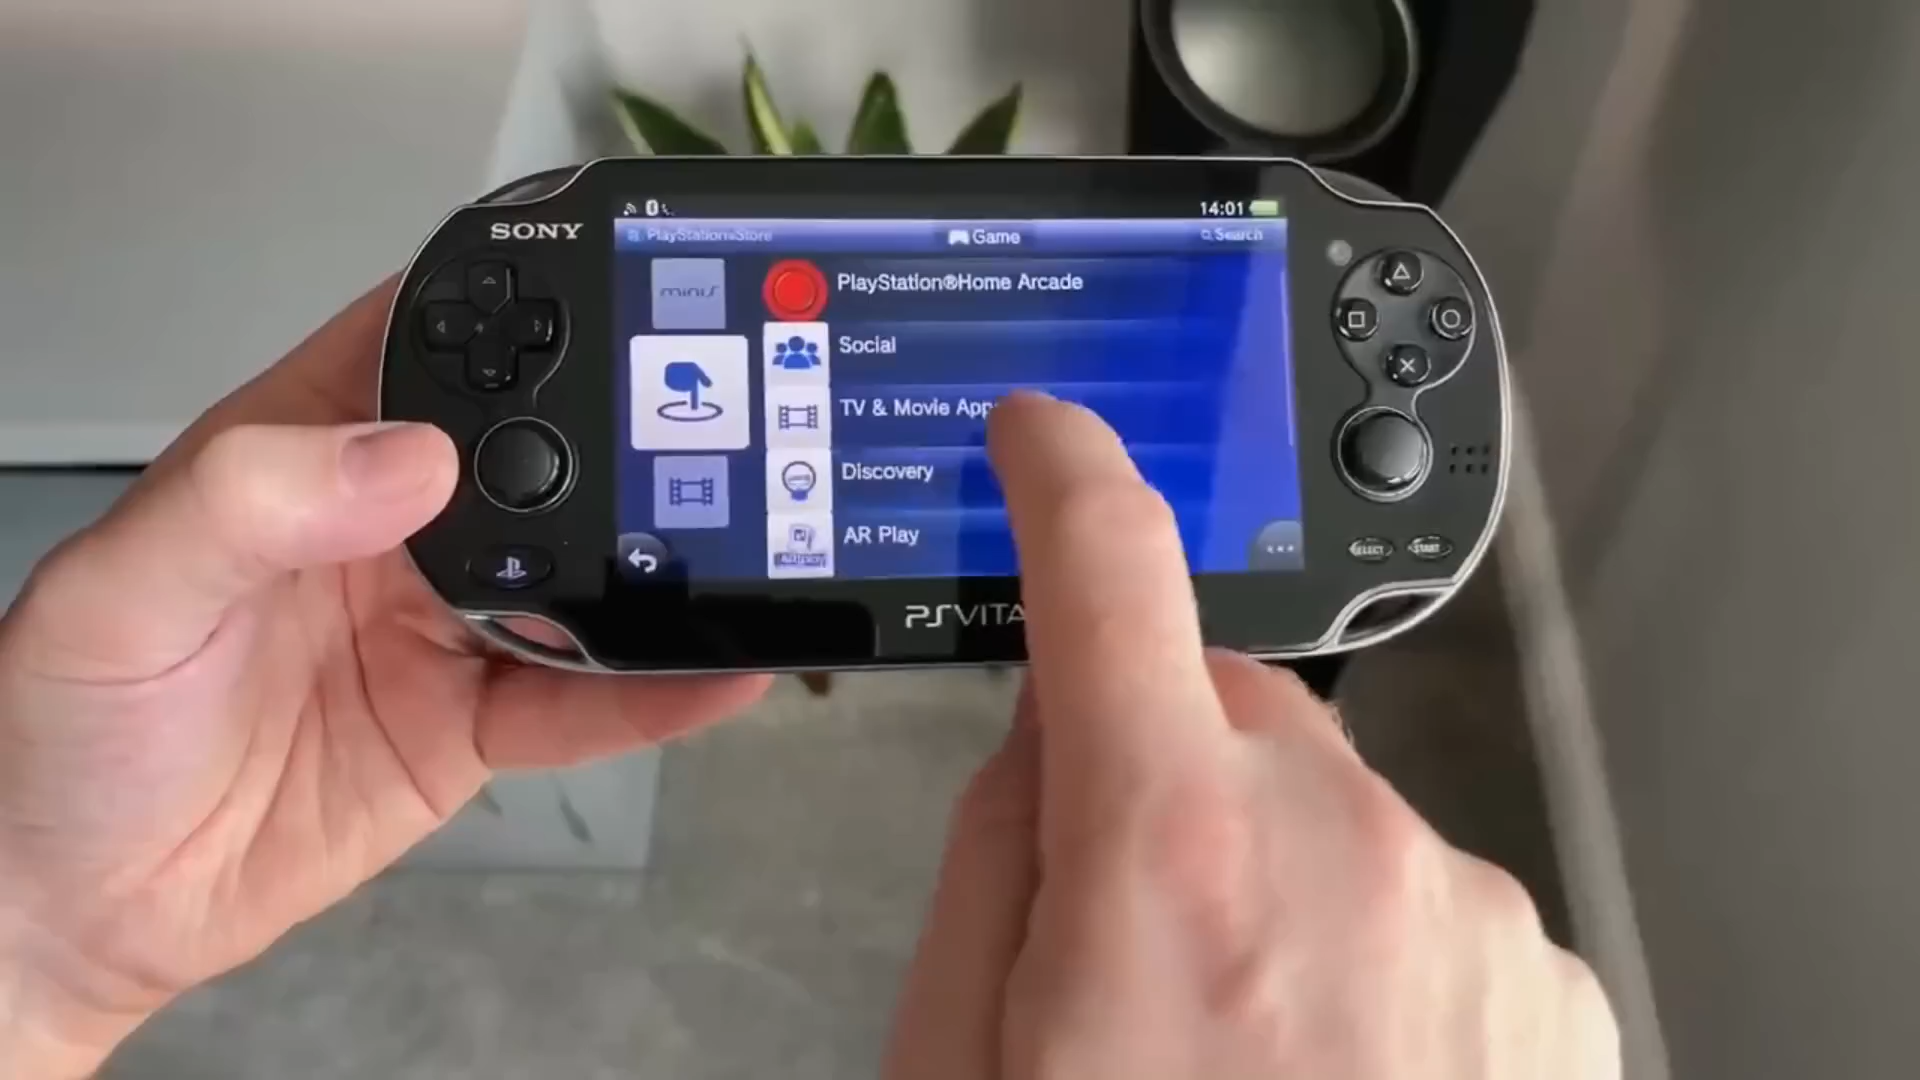 SONY
14:01
PlayStation®Store
Game
Search
minis
PlayStation®Home Arcade
Social
TV & Movie App
Discovery
AR Play
SELECT
START
PSVITA